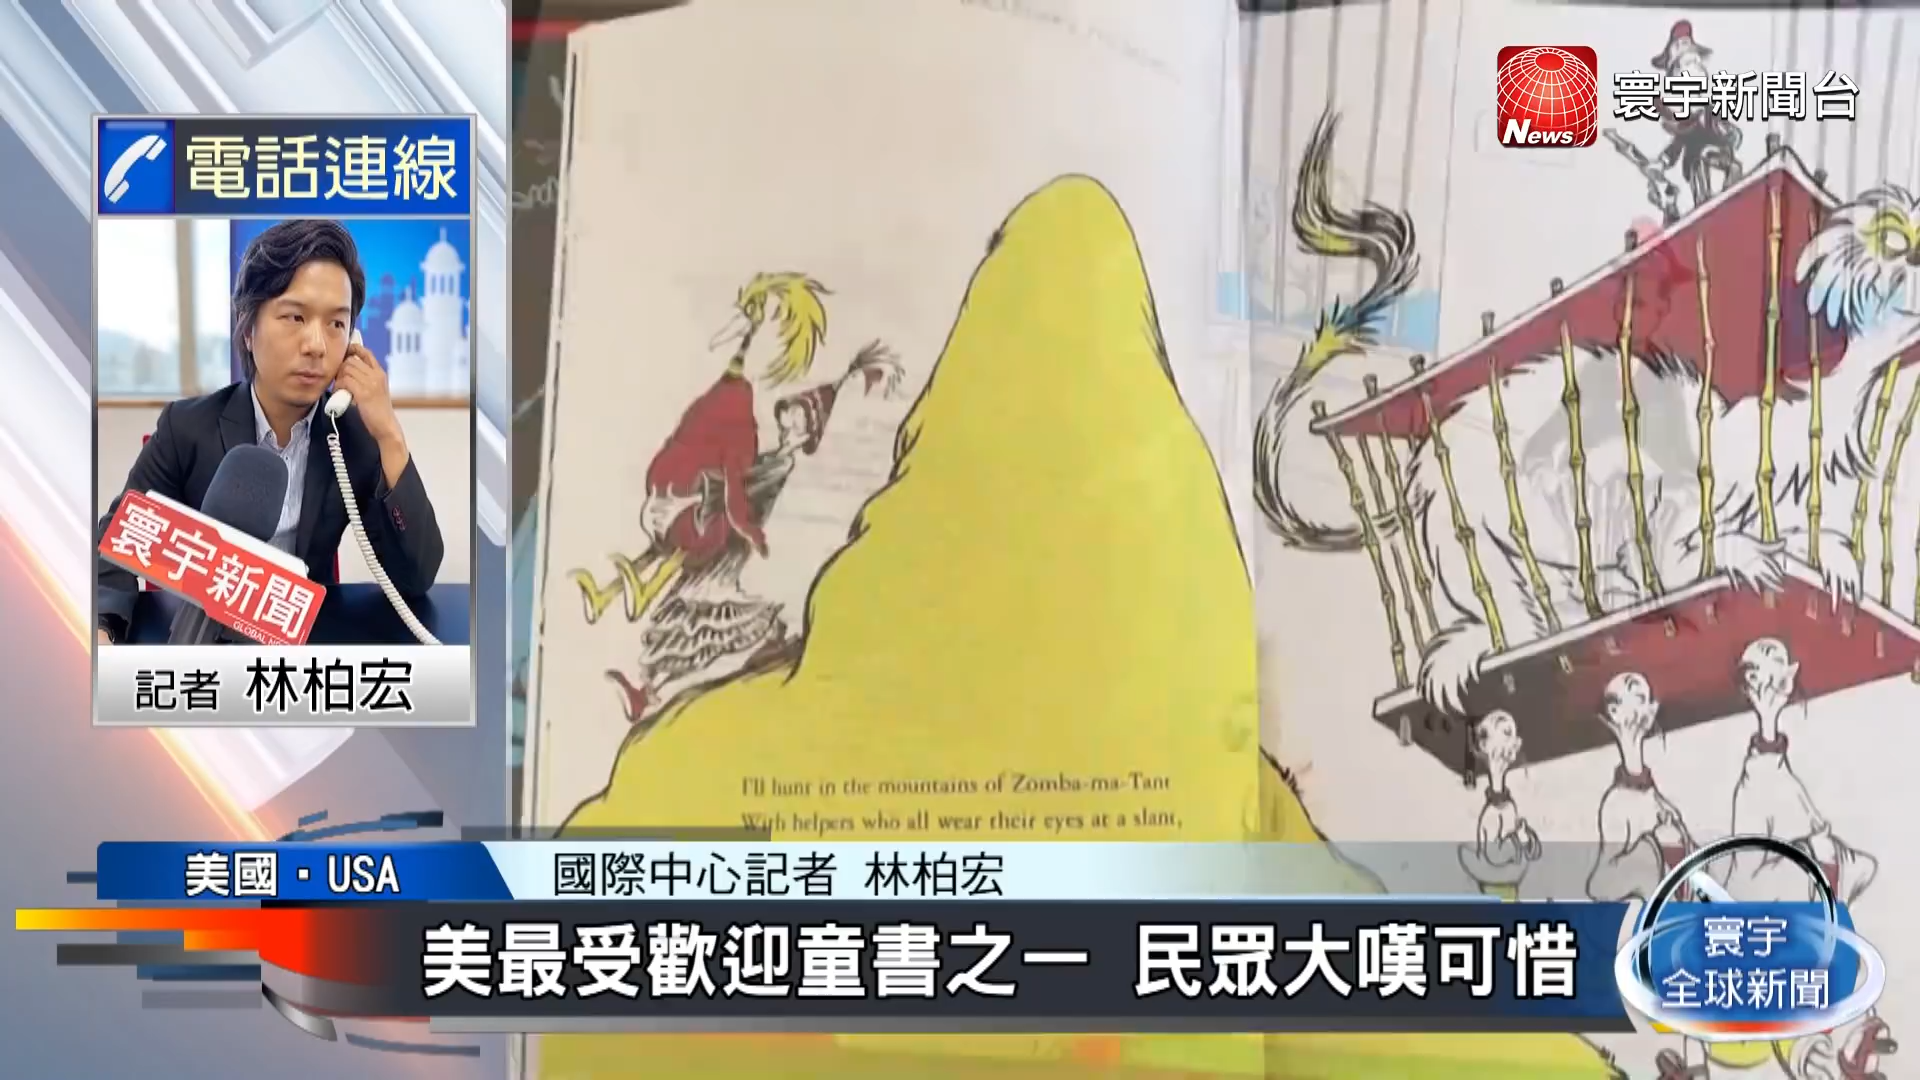 News 寰宇新聞台
電話連線
寰宇新聞
記者 林柏宏
I'll hunt in the mountains of Zomba-ma-Tant
With helpers who all wear their eyes at a slant,
美國·USA
國際中心記者 林柏宏
美最受歡迎童書之一 民眾大嘆可惜
寰宇
全球新聞